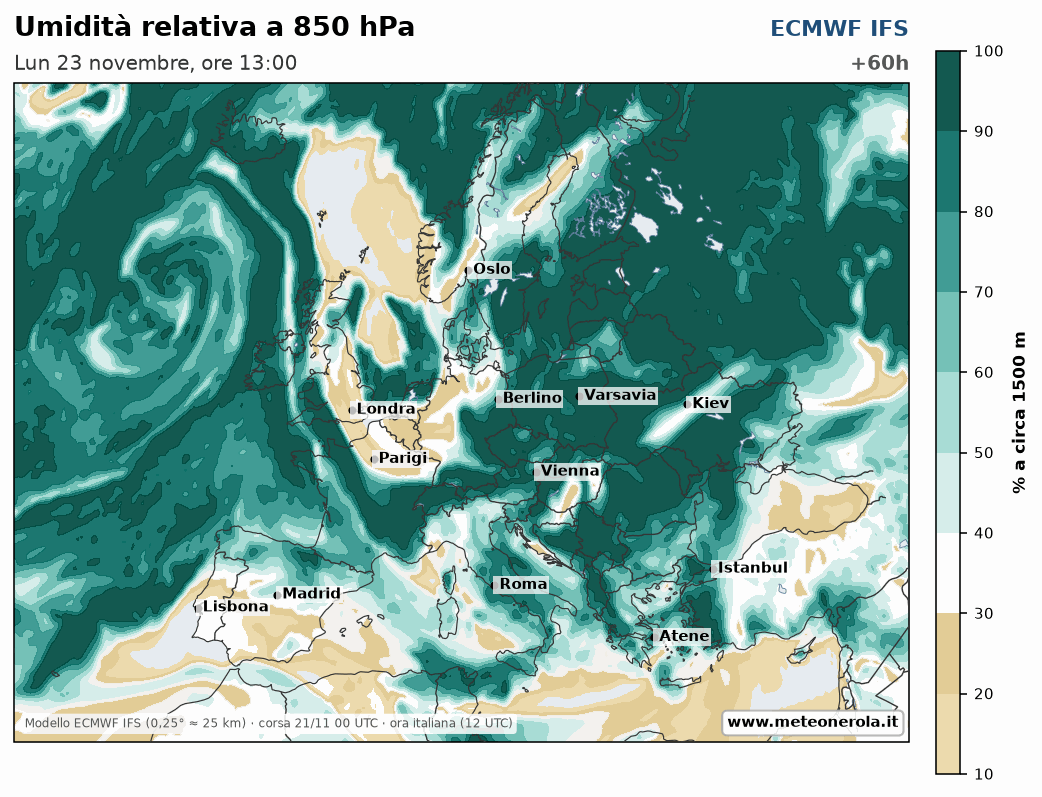 Umidità relativa a 850 hPa
ECMWF IFS
Lun 23 novembre, ore 13:00
+60h
100
90
80
70
60
50
40
30
20
10
% a circa 1500 m
Oslo
Berlino
Varsavia
Kiev
Londra
Parigi
Vienna
Istanbul
Roma
Madrid
Lisbona
Atene
Modello ECMWF IFS (0,25° ≈ 25 km) · corsa 21/11 00 UTC · ora italiana (12 UTC)
www.meteonerola.it